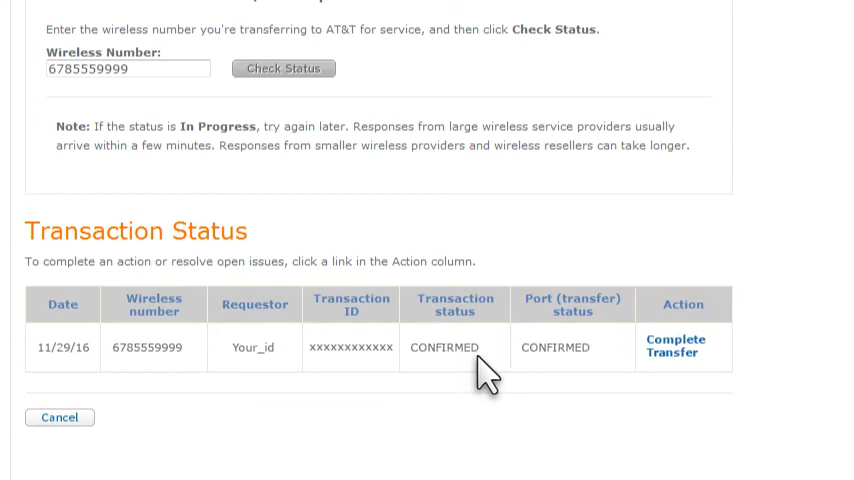 Enter the wireless number you're transferring to AT&T for service, and then click Check Status.
Wireless Number:
6785559999 Check Status
Note: If the status is In Progress, try again later. Responses from large wireless service providers usually
arrive within a few minutes. Responses from smaller wireless providers and wireless resellers can take longer.
Transaction Status
To complete an action or resolve open issues, click a link in the Action column.
Date Wireless number Requestor Transaction ID Transaction status Port (transfer) status Action
11/29/16 6785559999 Your_id xxxxxxxxxxxx CONFIRMED CONFIRMED Complete Transfer
Cancel